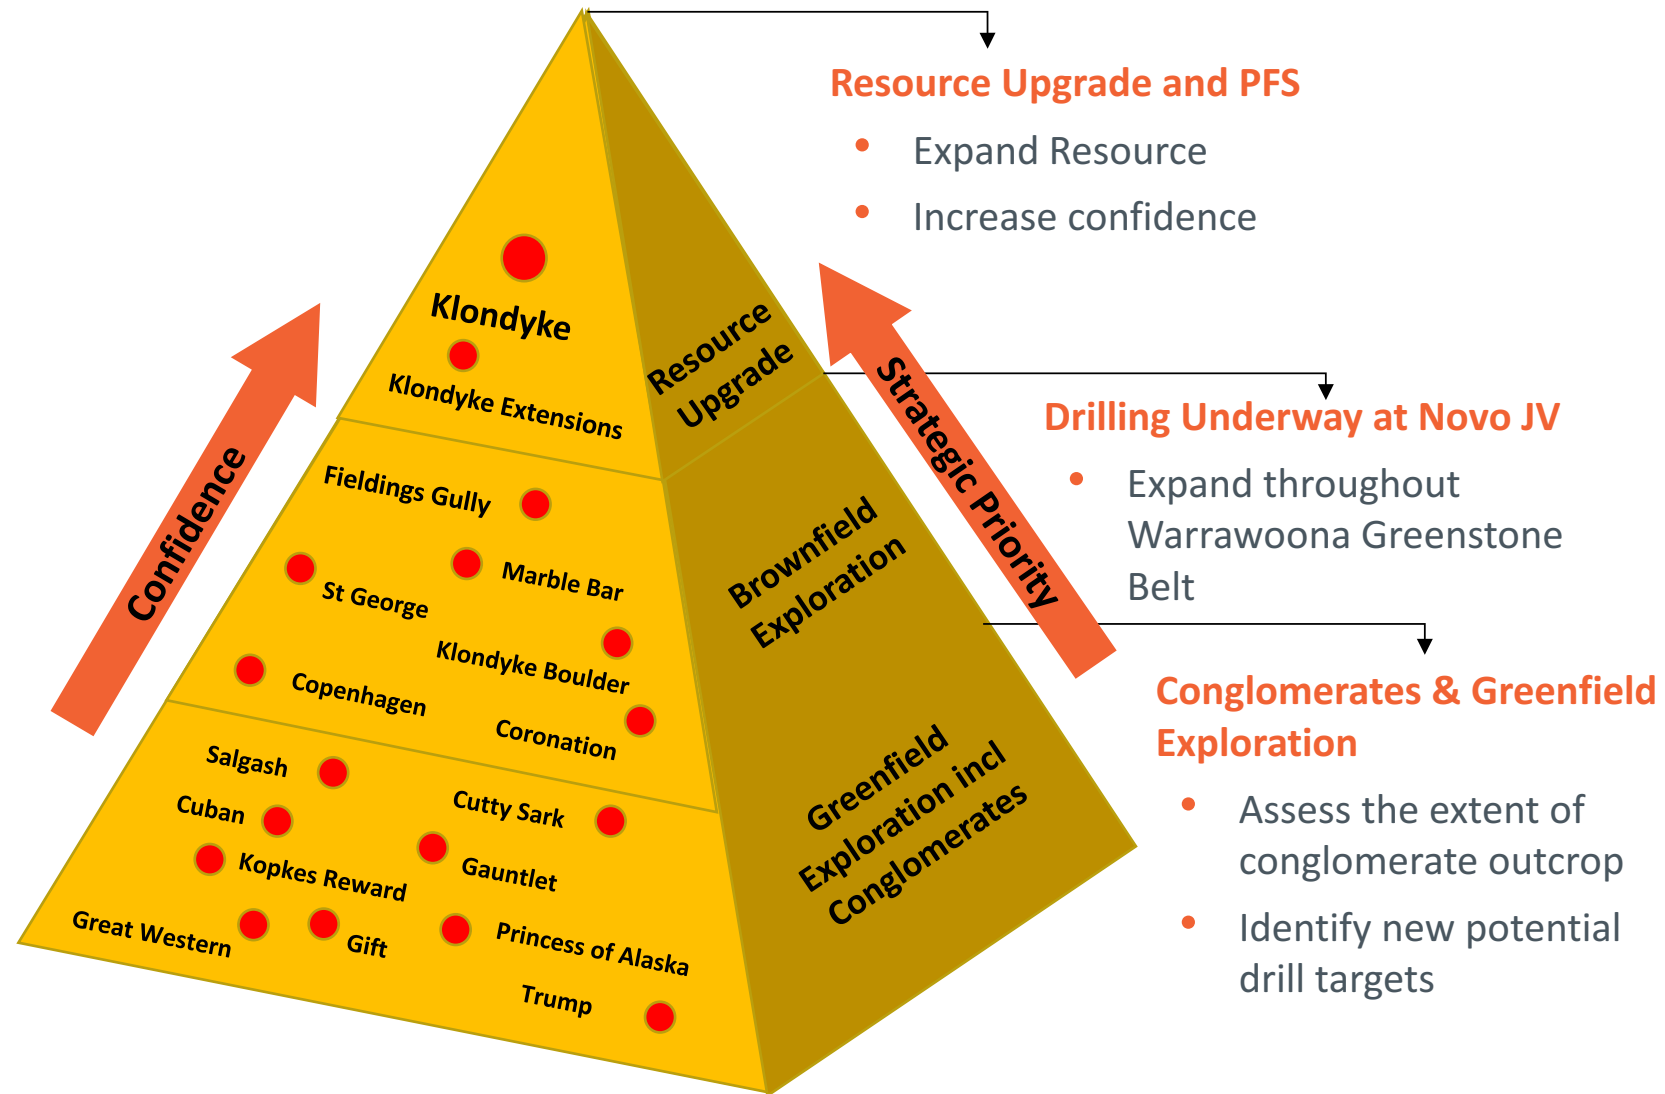 Resource Upgrade and PFS
• Expand Resource
• Increase confidence
Klondyke
Klondyke Extensions
Resource
Upgrade
Confidence
Strategic Priority
Drilling Underway at Novo JV
• Expand throughout
Warrawoona Greenstone
Belt
Fieldings Gully
Marble Bar
St George
Klondyke Boulder
Copenhagen
Coronation
Brownfield
Exploration
Conglomerates & Greenfield
Exploration
• Assess the extent of
conglomerate outcrop
• Identify new potential
drill targets
Salgash
Cuban
Cutty Sark
Kopkes Reward
Gauntlet
Great Western
Gift
Princess of Alaska
Trump
Greenfield
Exploration incl
Conglomerates